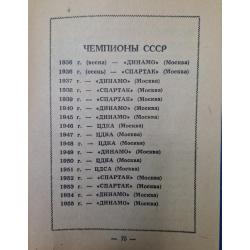 ЧЕМПИОНЫ СССР
1936 г. (весна) — «ДИНАМО» (Москва)
1936 г. (осень) — «СПАРТАК» (Москва)
1937 г. — «ДИНАМО» (Москва)
1938 г. — «СПАРТАК» (Москва)
1939 г. — «СПАРТАК» (Москва)
1940 г. — «ДИНАМО» (Москва)
1945 г. — «ДИНАМО» (Москва)
1946 г. — ЦДКА (Москва)
1947 г. — ЦДКА (Москва)
1948 г. — ЦДКА (Москва)
1949 г. — «ДИНАМО» (Москва)
1950 г. — ЦДКА (Москва)
1951 г. — ЦДСА (Москва)
1952 г. — «СПАРТАК» (Москва)
1953 г. — «СПАРТАК» (Москва)
1954 г. — «ДИНАМО» (Москва)
1955 г. — «ДИНАМО» (Москва)
— 75 —